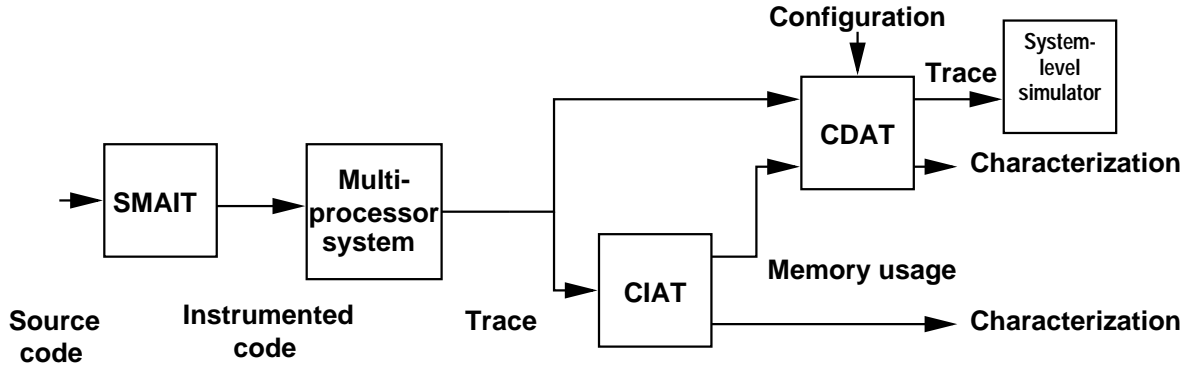 Configuration
System-
level
simulator
Trace
CDAT
Characterization
SMAIT
Multi-
processor
system
CIAT
Memory usage
Characterization
Source
code
Instrumented
code
Trace